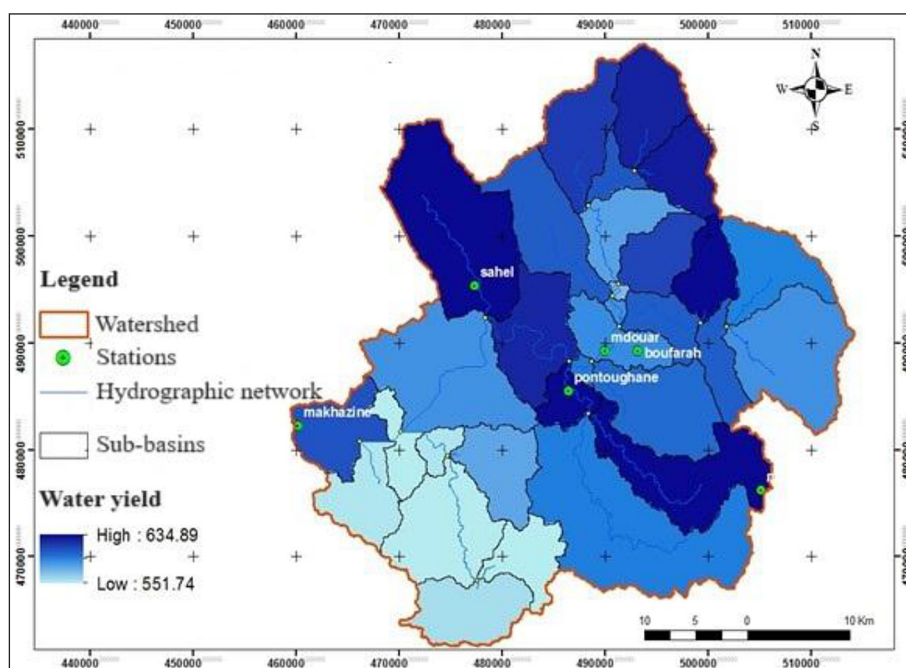 440000 450000 460000 470000 480000 490000 500000 510000
N
W E
S
510000
500000
490000
480000
470000
sahel
mdouar
boufarah
pontoughane
makhazine
Legend
Watershed
Stations
Hydrographic network
Sub-basins
Water yield
High : 634.89
Low : 551.74
10 5 0 10 Km
440000 450000 460000 470000 480000 490000 500000 510000